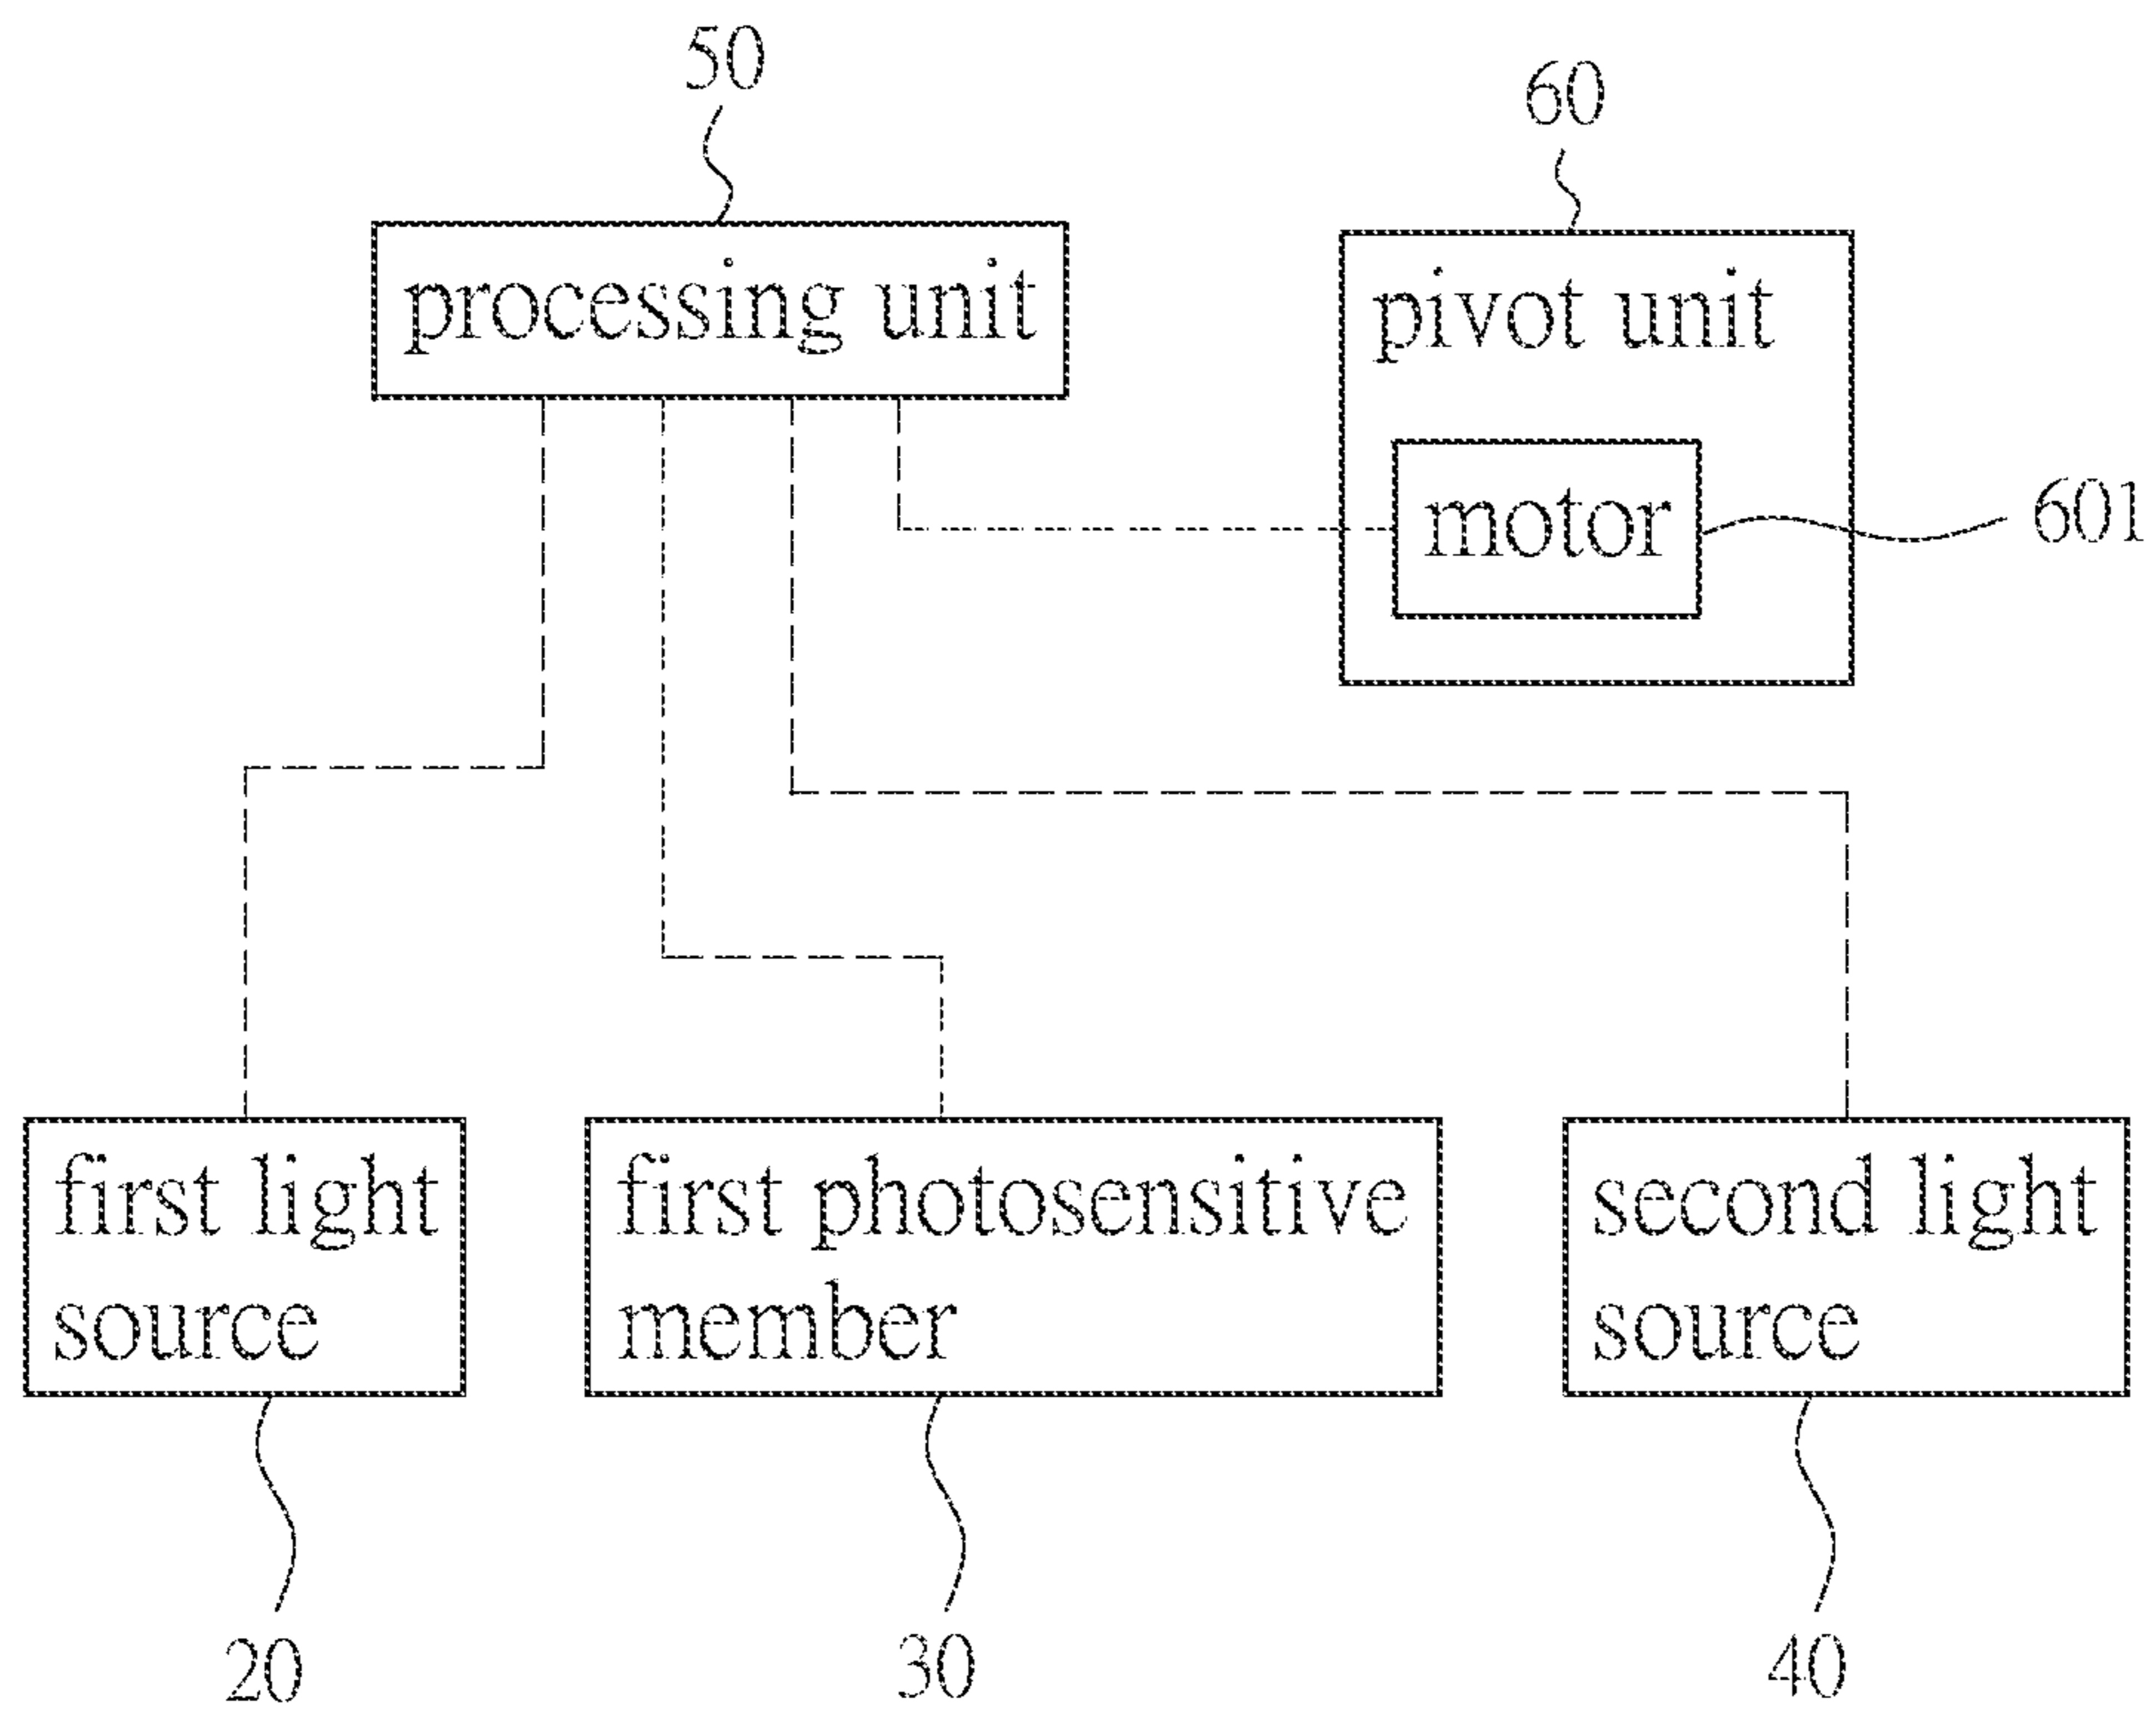 50
60
processing unit
pivot unit
motor
601
first light
source
first photosensitive
member
second light
source
20
30
40